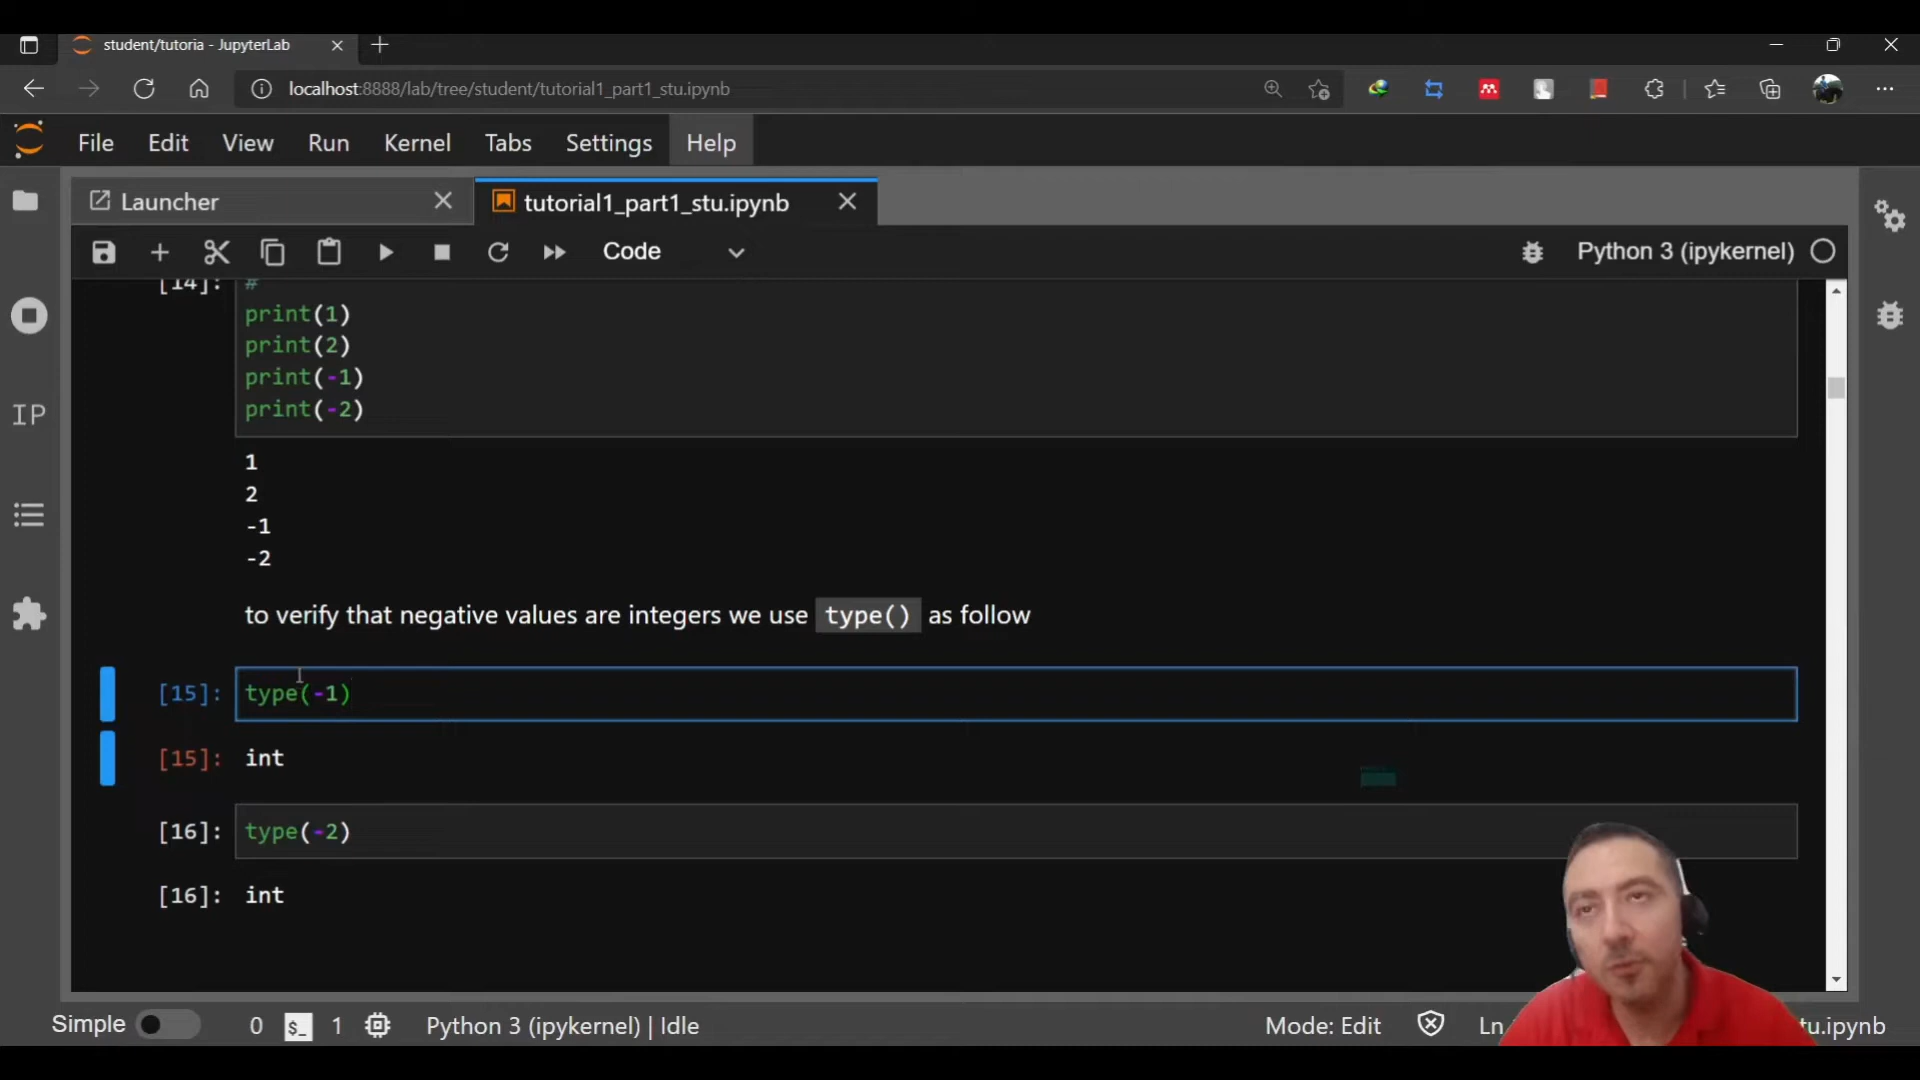 student/tutoria - JupyterLab
localhost:8888/lab/tree/student/tutorial1_part1_stu.ipynb
File Edit View Run Kernel Tabs Settings Help
Launcher
tutorial1_part1_stu.ipynb
Code
Python 3 (ipykernel)
[14]: #
print(1)
print(2)
print(-1)
print(-2)
1
2
-1
-2
to verify that negative values are integers we use type() as follow
[15]: type(-1)
[15]: int
[16]: type(-2)
[16]: int
IP
Simple 0 $_ 1 Python 3 (ipykernel) | Idle Mode: Edit Ln tu.ipynb